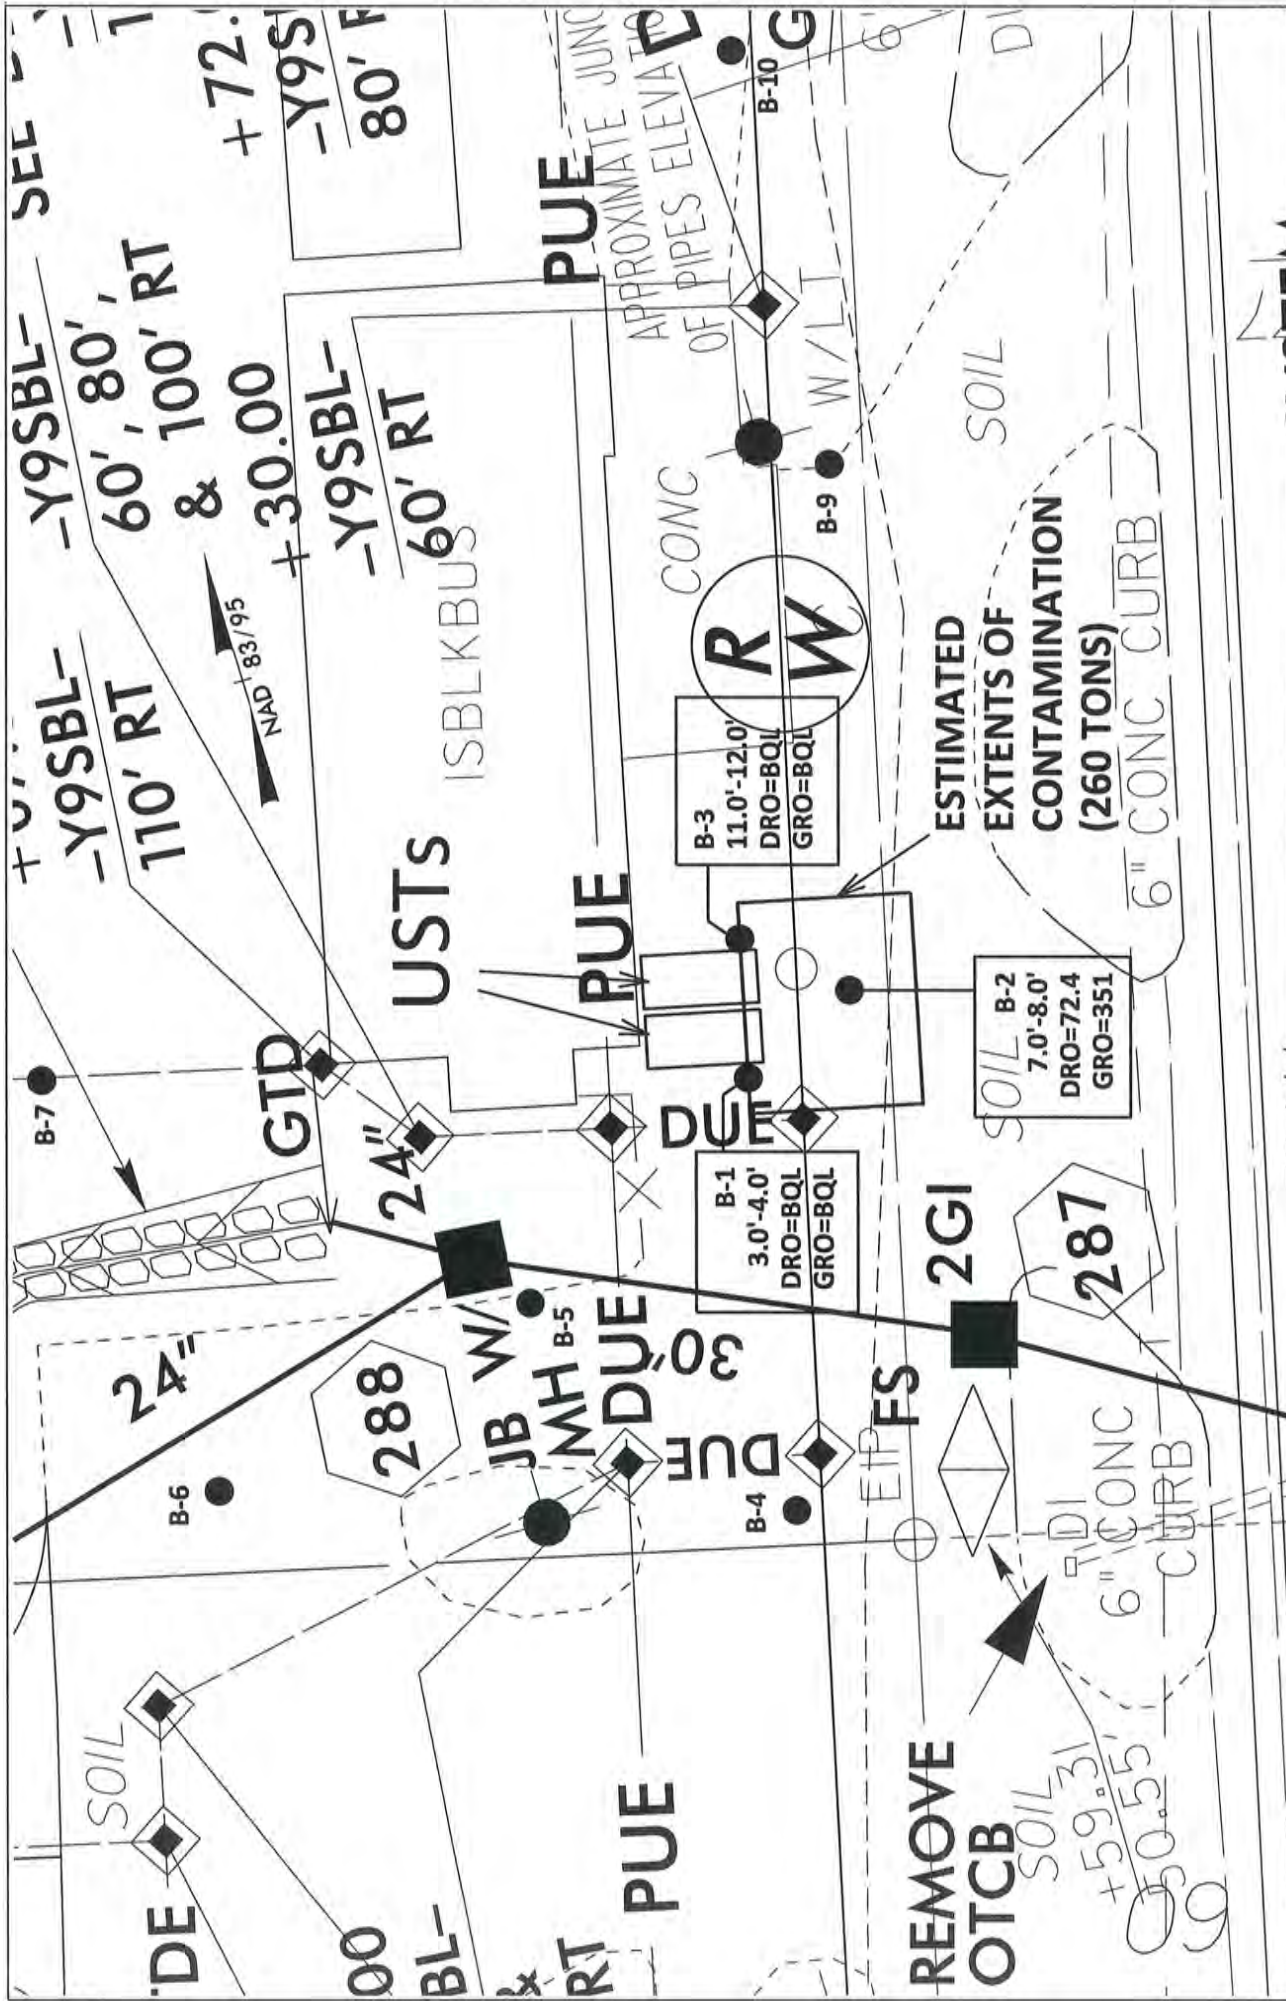 -Y9SBL-
110' RT
-Y9SBL-
60', 80',
& 100' RT
+30.00
-Y9SBL-
60' RT
+72.
80'
NAD 83/95
ISBLKBUS
B-7
GTD
24"
USTs
PUE
PUE
APPROXIMATE
OF PIPES
B-10
CONC
W/LT
B-9
R
W
SOIL
B-3
11.0'-12.0'
DRO=BQL
GRO=BQL
ESTIMATED
EXTENTS OF
CONTAMINATION
(260 TONS)
6" CONC CURB
SOIL
B-2
7.0'-8.0'
DRO=72.4
GRO=351
DUE
B-1
3.0'-4.0'
DRO=BQL
GRO=BQL
24"
288
B-6
JB W/
MH
B-5
DUE
30"
DUE
B-4
2GI
FS
287
EIP
DI
6" CONC
CURB
SOIL
PUE
REMOVE
OTCB
SOIL
+59.31
90.55'
BL-
RT